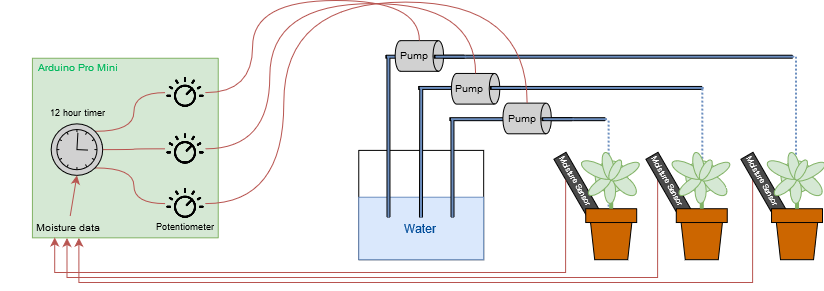 Arduino Pro Mini
12 hour timer
Moisture data
Potentiometer
Pump
Pump
Pump
Water
Moisture Sensor
Moisture Sensor
Moisture Sensor